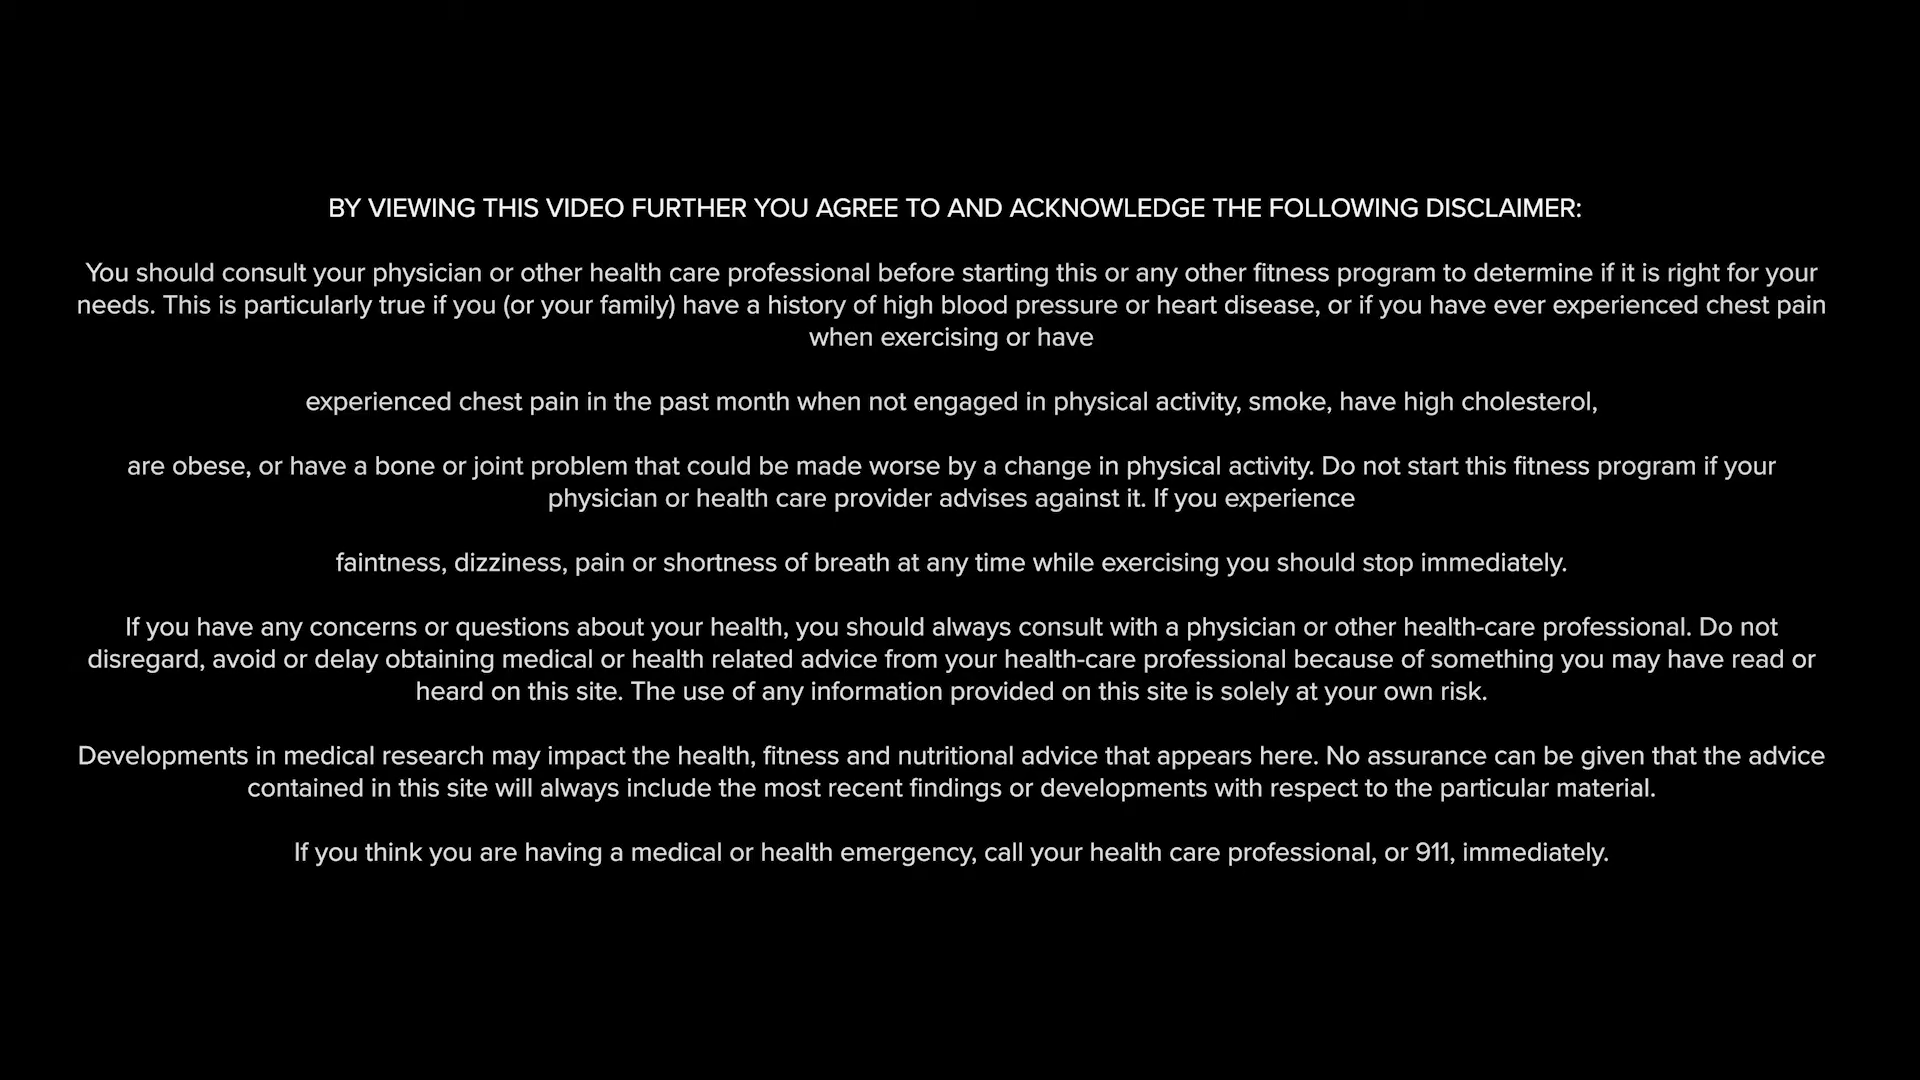 BY VIEWING THIS VIDEO FURTHER YOU AGREE TO AND ACKNOWLEDGE THE FOLLOWING DISCLAIMER:
You should consult your physician or other health care professional before starting this or any other fitness program to determine if it is right for your
needs. This is particularly true if you (or your family) have a history of high blood pressure or heart disease, or if you have ever experienced chest pain
when exercising or have
experienced chest pain in the past month when not engaged in physical activity, smoke, have high cholesterol,
are obese, or have a bone or joint problem that could be made worse by a change in physical activity. Do not start this fitness program if your
physician or health care provider advises against it. If you experience
faintness, dizziness, pain or shortness of breath at any time while exercising you should stop immediately.
If you have any concerns or questions about your health, you should always consult with a physician or other health-care professional. Do not
disregard, avoid or delay obtaining medical or health related advice from your health-care professional because of something you may have read or
heard on this site. The use of any information provided on this site is solely at your own risk.
Developments in medical research may impact the health, fitness and nutritional advice that appears here. No assurance can be given that the advice
contained in this site will always include the most recent findings or developments with respect to the particular material.
If you think you are having a medical or health emergency, call your health care professional, or 911, immediately.